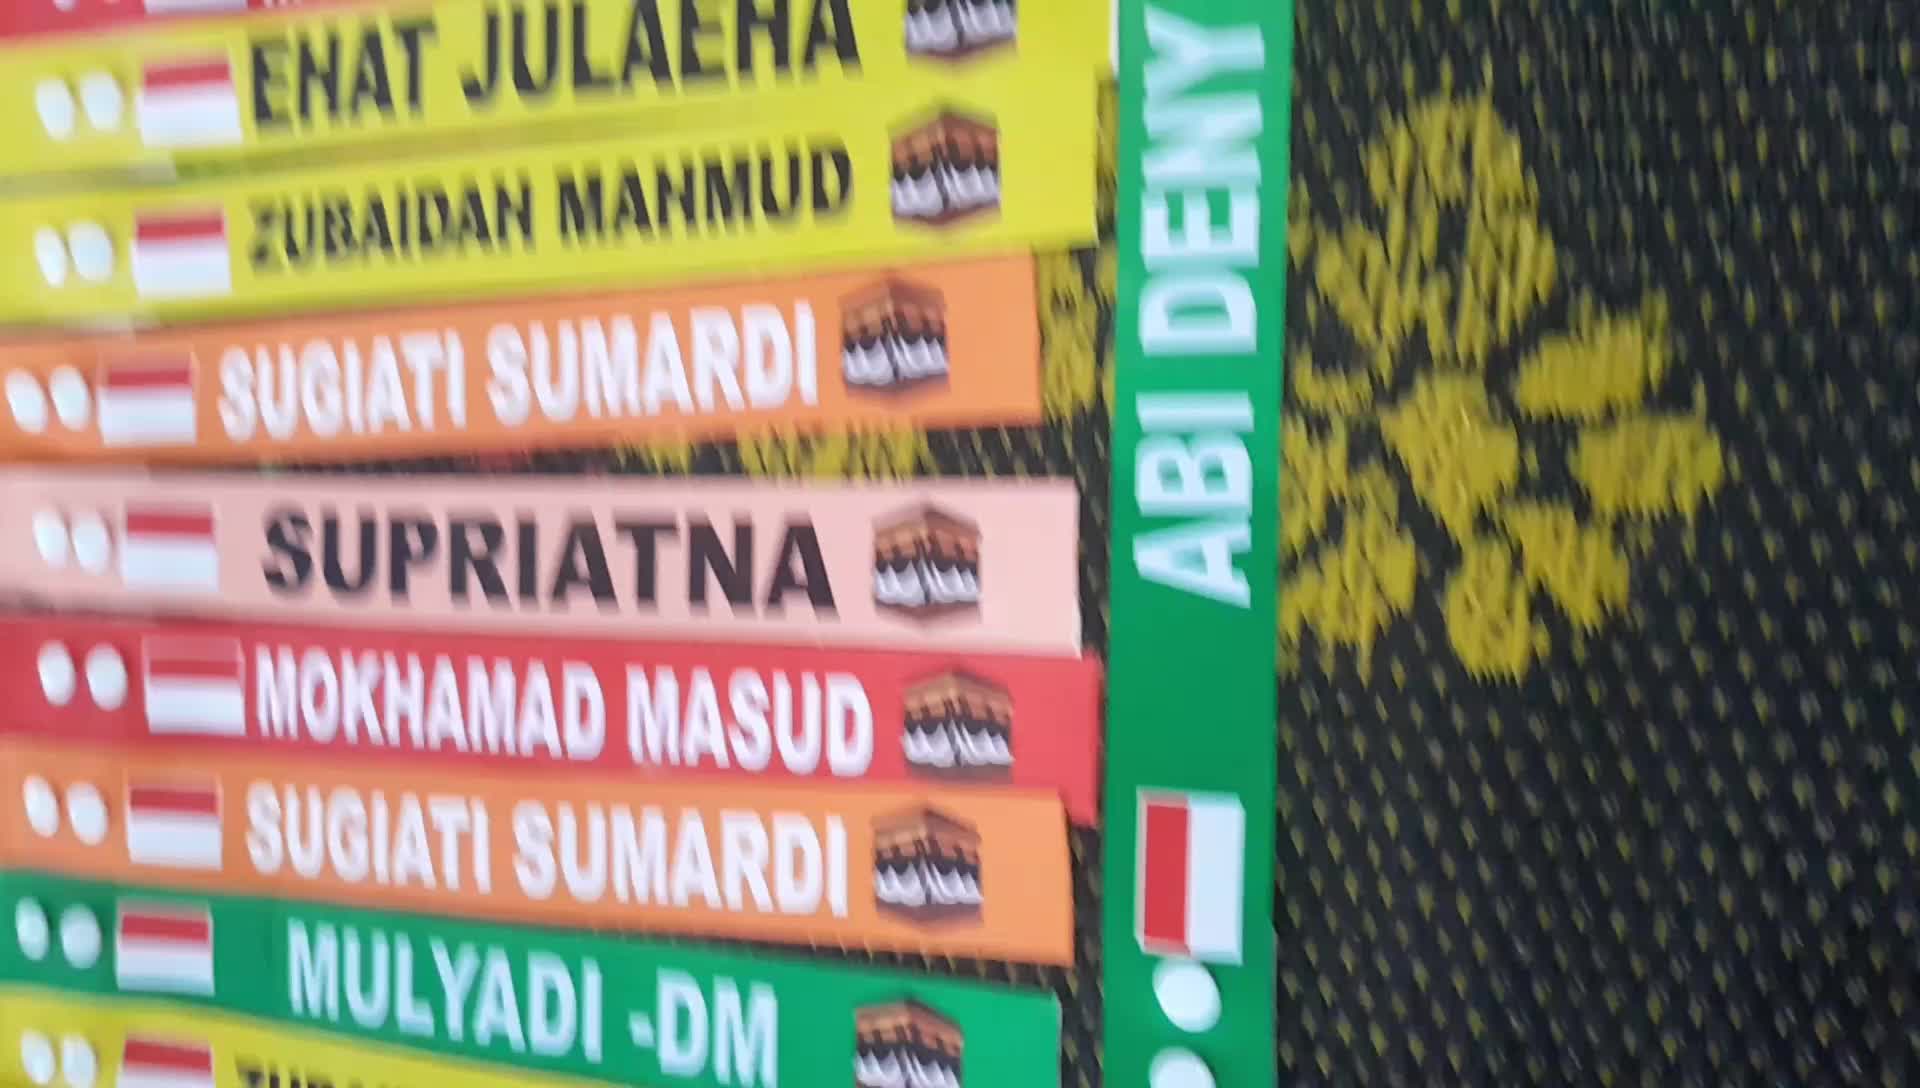 ENAT JULAEHA
ZUBAIDAN MANMUD
SUGIATI SUMARDI
SUPRIATNA
MOKHAMAD MASUD
SUGIATI SUMARDI
MULYADI -DM
ABI DENY